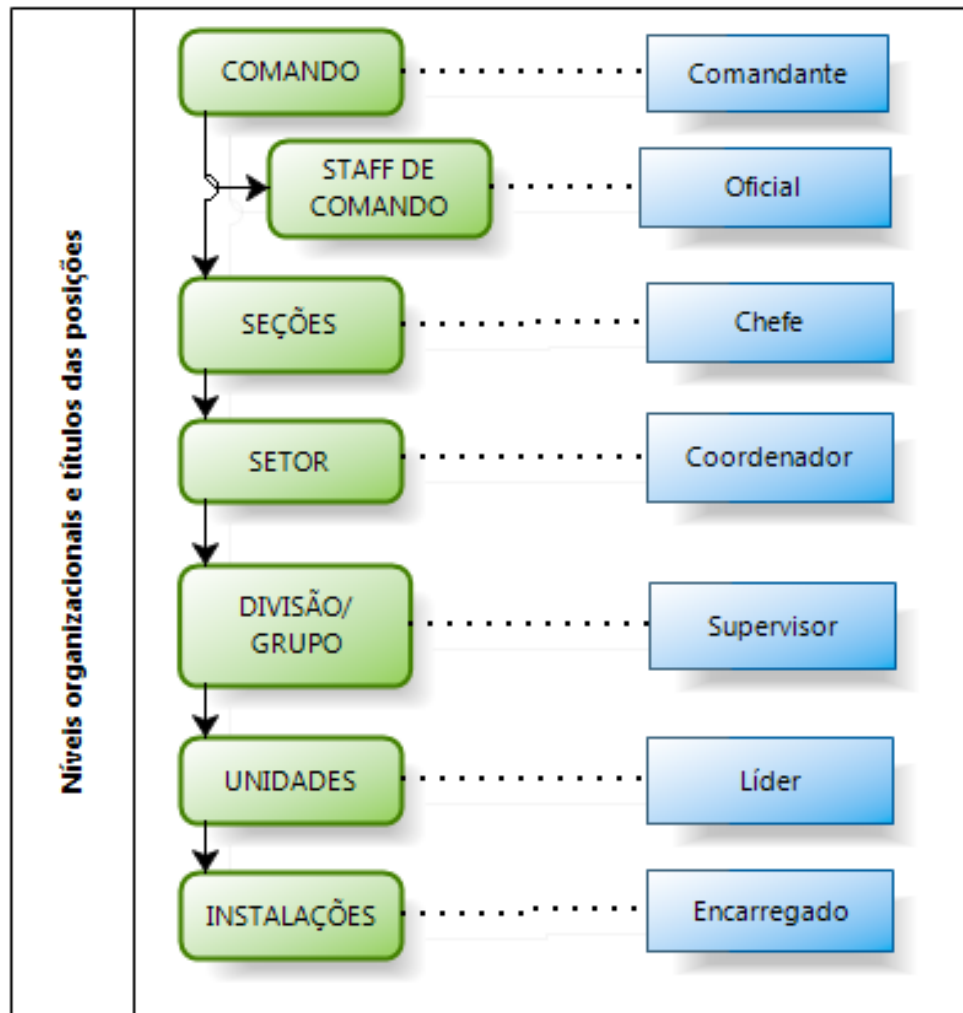 Níveis organizacionais e títulos das posições
COMANDO
Comandante
STAFF DE
COMANDO
Oficial
SEÇÕES
Chefe
SETOR
Coordenador
DIVISÃO/
GRUPO
Supervisor
UNIDADES
Líder
INSTALAÇÕES
Encarregado